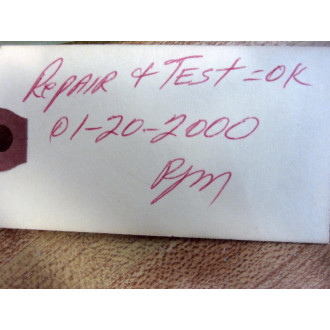 Repair & Test = OK
01-20-2000
RJM